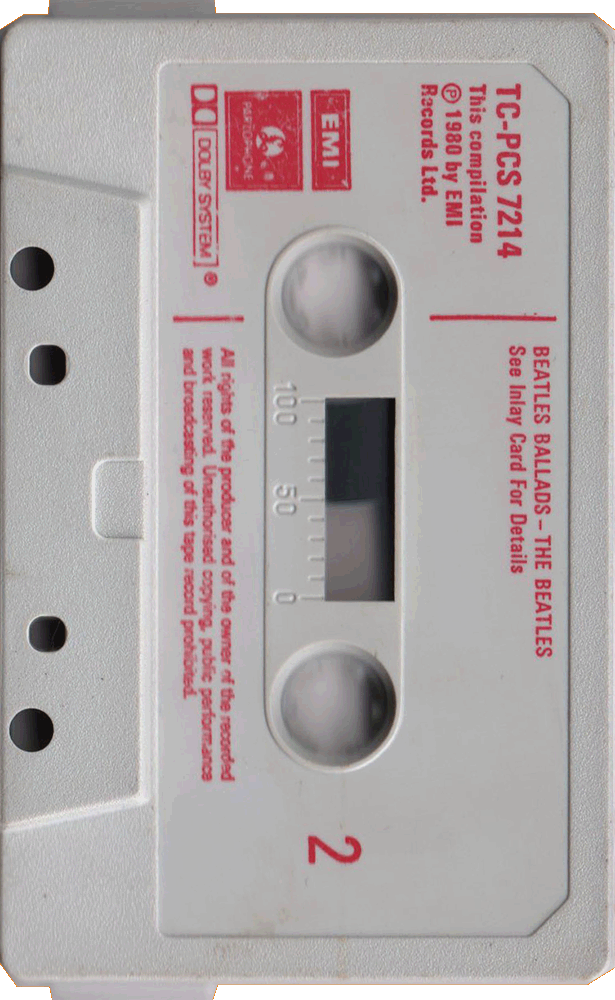 TC-PCS 7214
This compilation
℗ 1980 by EMI
Records Ltd.
EMI
PARLOPHONE
DOLBY SYSTEM ®
BEATLES BALLADS – THE BEATLES
See Inlay Card For Details
100 50 0
All rights of the producer and of the owner of the recorded
work reserved. Unauthorised copying, public performance
and broadcasting of this tape record prohibited.
2